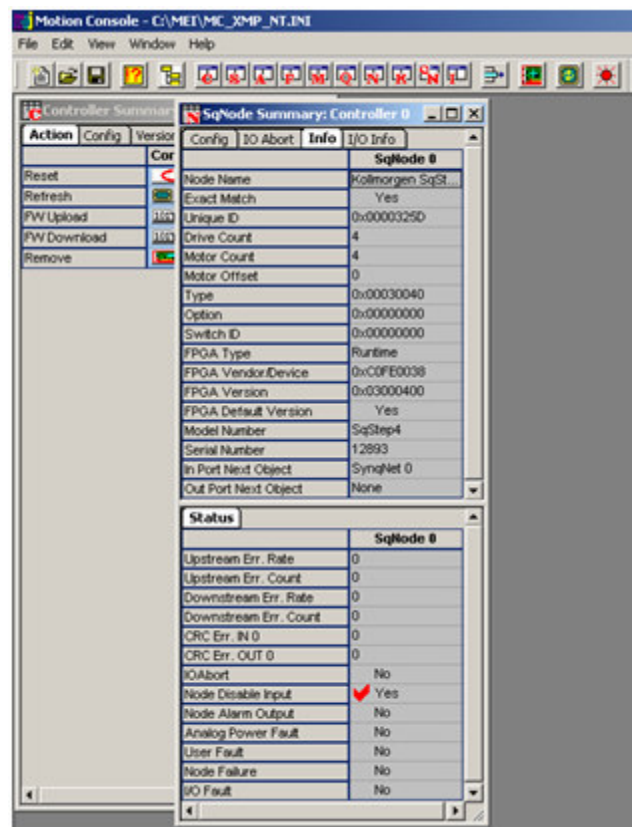 Motion Console - C:\MEI\MC_XMP_NT.INI
File Edit View Window Help
Controller Summar
SqNode Summary: Controller 0
Action Config Version
Config IO Abort Info I/O Info
Con
SqNode 0
Reset
Refresh
FW Upload
FW Download
Remove
Node Name Kollmorgen SqSt...
Exact Match Yes
Unique ID 0x0000325D
Drive Count 4
Motor Count 4
Motor Offset 0
Type 0x00030040
Option 0x00000000
Switch ID 0x00000000
FPGA Type Runtime
FPGA Vendor/Device 0xC0FE0038
FPGA Version 0x03000400
FPGA Default Version Yes
Model Number SqStep4
Serial Number 12893
In Port Next Object SynqNet 0
Out Port Next Object None
Status
SqNode 0
Upstream Err. Rate 0
Upstream Err. Count 0
Downstream Err. Rate 0
Downstream Err. Count 0
CRC Err. IN 0 0
CRC Err. OUT 0 0
IOAbort No
Node Disable Input Yes
Node Alarm Output No
Analog Power Fault No
User Fault No
Node Failure No
I/O Fault No